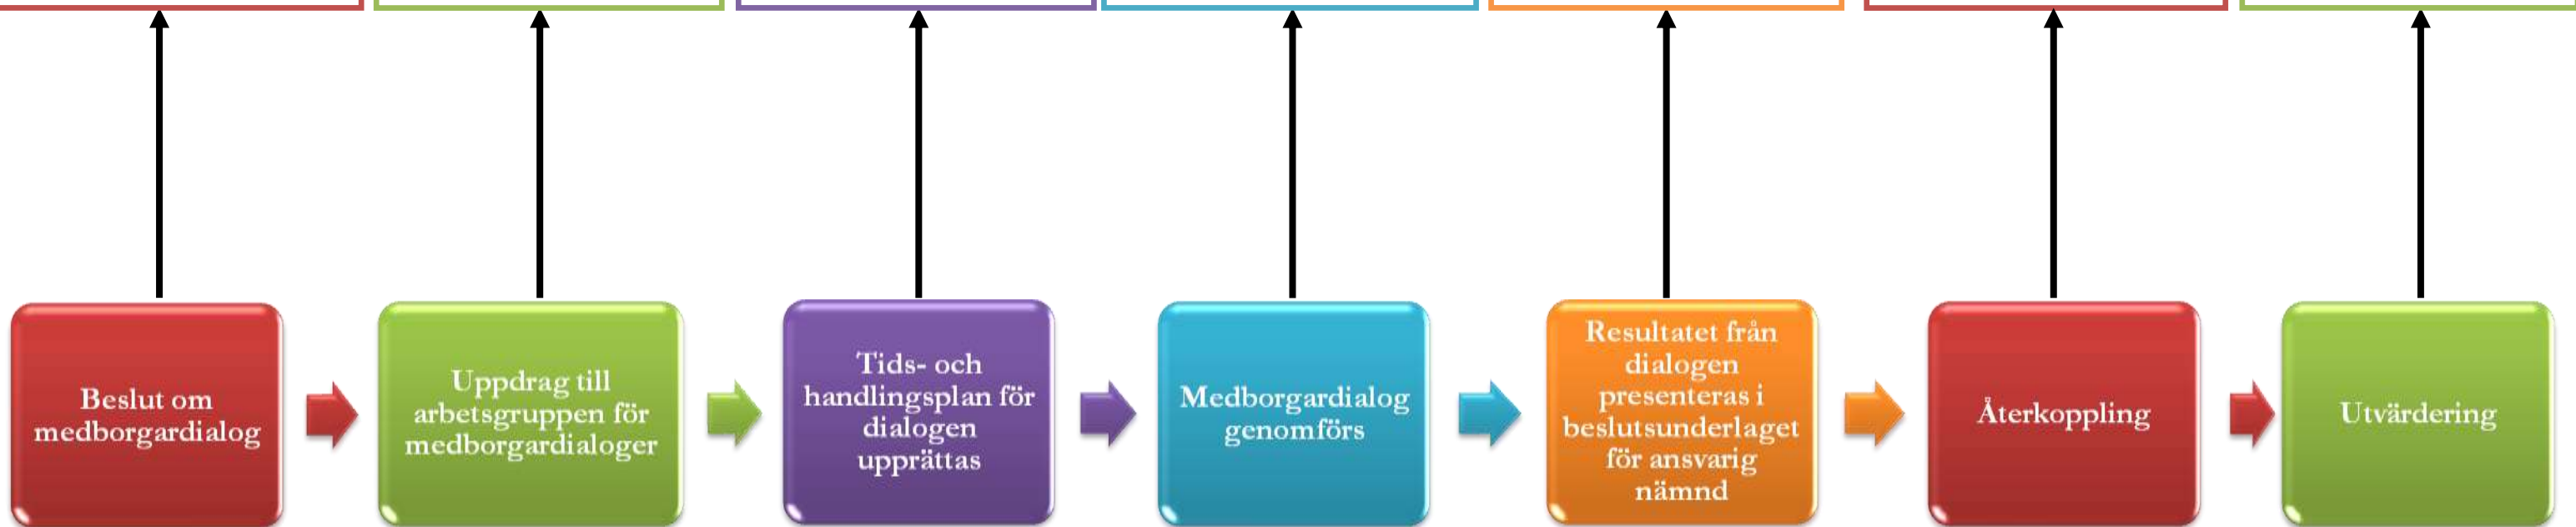 Beslut om
medborgardialog
Uppdrag till
arbetsgruppen för
medborgardialoger
Tids- och
handlingsplan för
dialogen
upprättas
Medborgardialog
genomförs
Resultatet från
dialogen
presenteras i
beslutsunderlaget
för ansvarig
nämnd
Återkoppling
Utvärdering